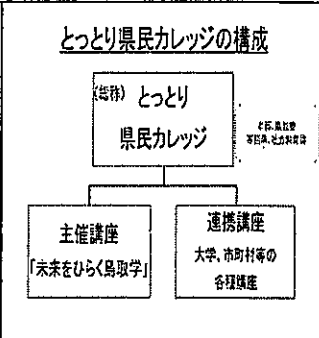 とっとり県民カレッジの構成
(総称) とっとり
県民カレッジ
主催講座
「未来をひらく鳥取学」
連携講座
大学、市町村等の
各種講座